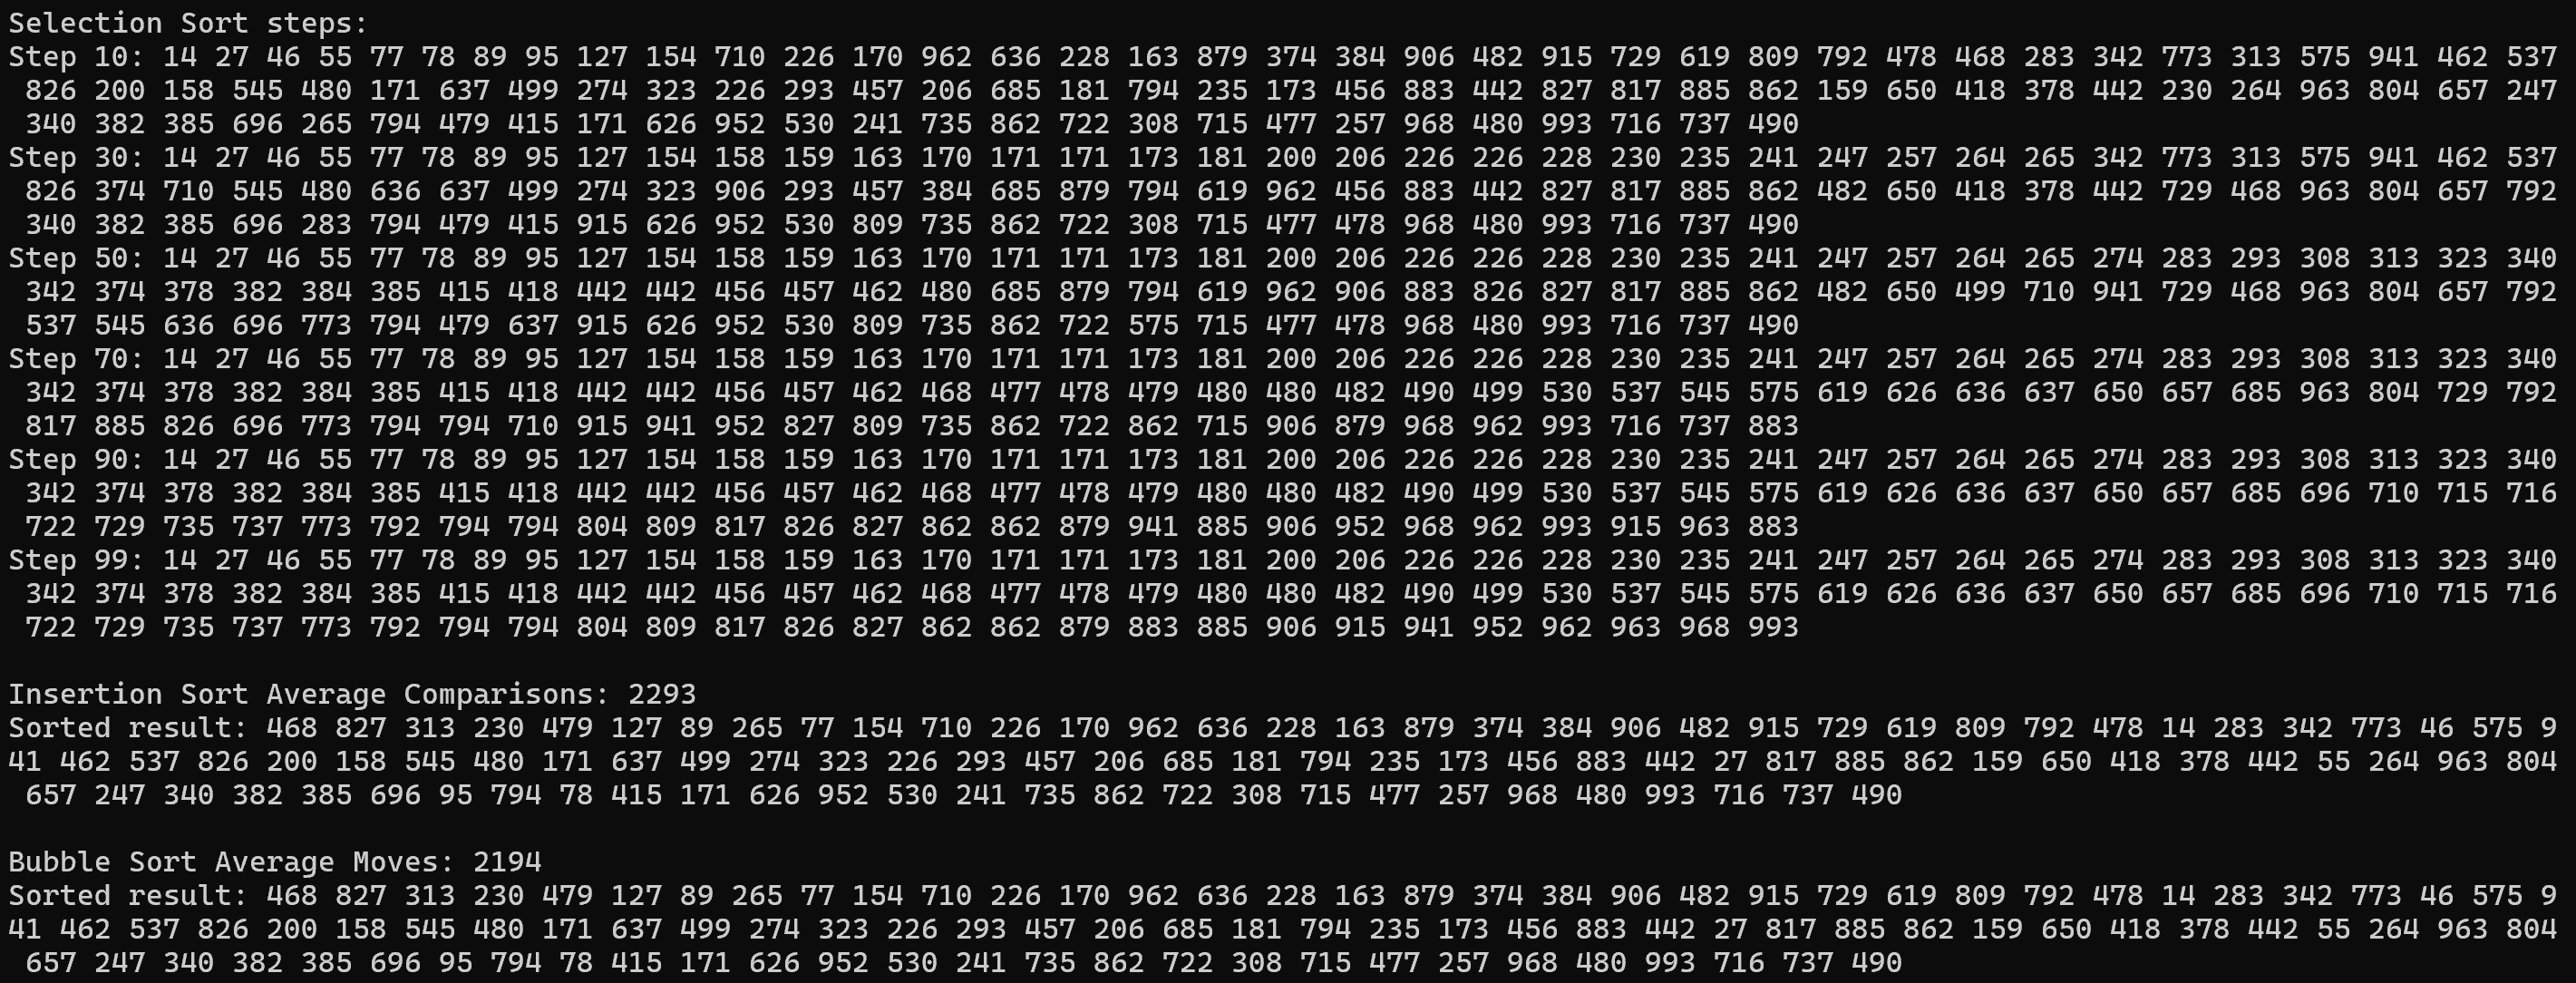 Selection Sort steps:
Step 10: 14 27 46 55 77 78 89 95 127 154 710 226 170 962 636 228 163 879 374 384 906 482 915 729 619 809 792 478 468 283 342 773 313 575 941 462 537
826 200 158 545 480 171 637 499 274 323 226 293 457 206 685 181 794 235 173 456 883 442 827 817 885 862 159 650 418 378 442 230 264 963 804 657 247
340 382 385 696 265 794 479 415 171 626 952 530 241 735 862 722 308 715 477 257 968 480 993 716 737 490
Step 30: 14 27 46 55 77 78 89 95 127 154 158 159 163 170 171 171 173 181 200 206 226 226 228 230 235 241 247 257 264 265 342 773 313 575 941 462 537
826 374 710 545 480 636 637 499 274 323 906 293 457 384 685 879 794 619 962 456 883 442 827 817 885 862 482 650 418 378 442 729 468 963 804 657 792
340 382 385 696 283 794 479 415 915 626 952 530 809 735 862 722 308 715 477 478 968 480 993 716 737 490
Step 50: 14 27 46 55 77 78 89 95 127 154 158 159 163 170 171 171 173 181 200 206 226 226 228 230 235 241 247 257 264 265 274 283 293 308 313 323 340
342 374 378 382 384 385 415 418 442 442 456 457 462 480 685 879 794 619 962 906 883 826 827 817 885 862 482 650 499 710 941 729 468 963 804 657 792
537 545 636 696 773 794 479 637 915 626 952 530 809 735 862 722 575 715 477 478 968 480 993 716 737 490
Step 70: 14 27 46 55 77 78 89 95 127 154 158 159 163 170 171 171 173 181 200 206 226 226 228 230 235 241 247 257 264 265 274 283 293 308 313 323 340
342 374 378 382 384 385 415 418 442 442 456 457 462 468 477 478 479 480 480 482 490 499 530 537 545 575 619 626 636 637 650 657 685 963 804 729 792
817 885 826 696 773 794 794 710 915 941 952 827 809 735 862 722 862 715 906 879 968 962 993 716 737 883
Step 90: 14 27 46 55 77 78 89 95 127 154 158 159 163 170 171 171 173 181 200 206 226 226 228 230 235 241 247 257 264 265 274 283 293 308 313 323 340
342 374 378 382 384 385 415 418 442 442 456 457 462 468 477 478 479 480 480 482 490 499 530 537 545 575 619 626 636 637 650 657 685 696 710 715 716
722 729 735 737 773 792 794 794 804 809 817 826 827 862 862 879 941 885 906 952 968 962 993 915 963 883
Step 99: 14 27 46 55 77 78 89 95 127 154 158 159 163 170 171 171 173 181 200 206 226 226 228 230 235 241 247 257 264 265 274 283 293 308 313 323 340
342 374 378 382 384 385 415 418 442 442 456 457 462 468 477 478 479 480 480 482 490 499 530 537 545 575 619 626 636 637 650 657 685 696 710 715 716
722 729 735 737 773 792 794 794 804 809 817 826 827 862 862 879 883 885 906 915 941 952 962 963 968 993
Insertion Sort Average Comparisons: 2293
Sorted result: 468 827 313 230 479 127 89 265 77 154 710 226 170 962 636 228 163 879 374 384 906 482 915 729 619 809 792 478 14 283 342 773 46 575 9
41 462 537 826 200 158 545 480 171 637 499 274 323 226 293 457 206 685 181 794 235 173 456 883 442 27 817 885 862 159 650 418 378 442 55 264 963 804
657 247 340 382 385 696 95 794 78 415 171 626 952 530 241 735 862 722 308 715 477 257 968 480 993 716 737 490
Bubble Sort Average Moves: 2194
Sorted result: 468 827 313 230 479 127 89 265 77 154 710 226 170 962 636 228 163 879 374 384 906 482 915 729 619 809 792 478 14 283 342 773 46 575 9
41 462 537 826 200 158 545 480 171 637 499 274 323 226 293 457 206 685 181 794 235 173 456 883 442 27 817 885 862 159 650 418 378 442 55 264 963 804
657 247 340 382 385 696 95 794 78 415 171 626 952 530 241 735 862 722 308 715 477 257 968 480 993 716 737 490